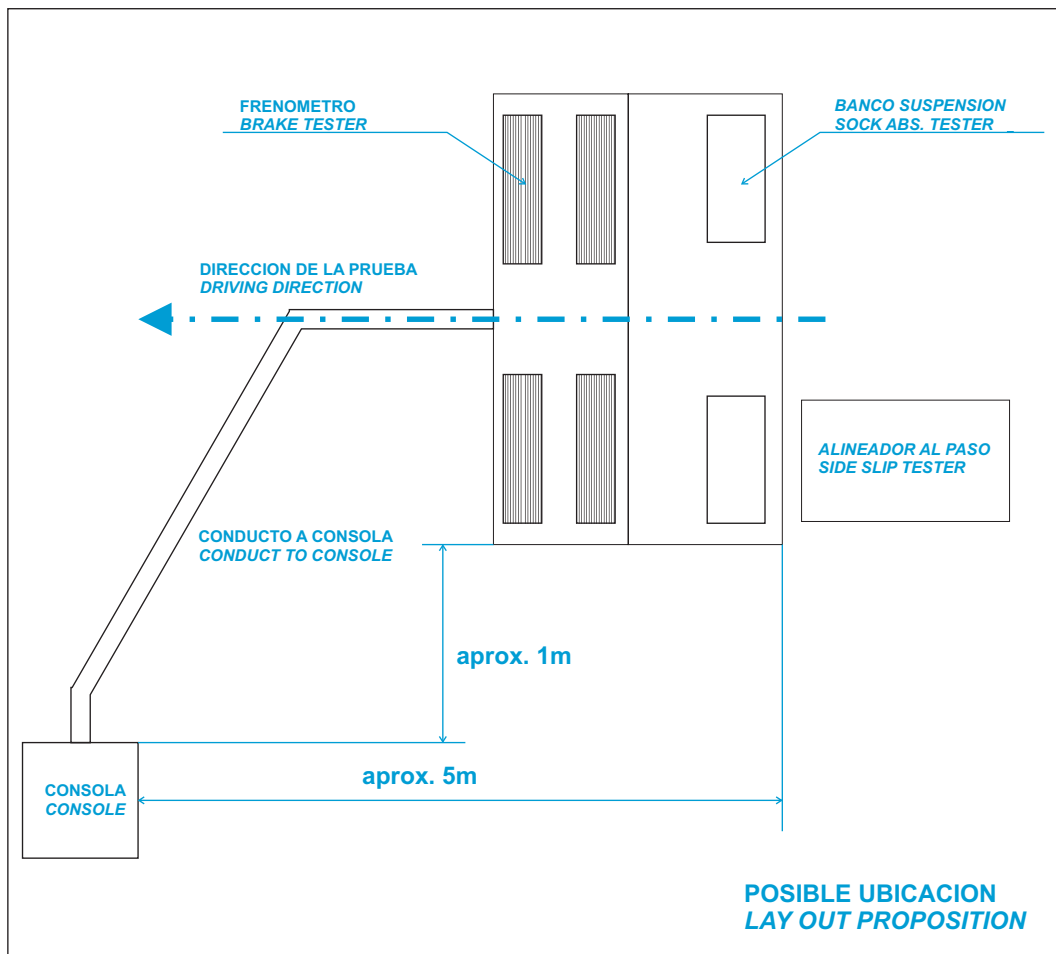 FRENOMETRO
BRAKE TESTER
BANCO SUSPENSION
SOCK ABS. TESTER _
DIRECCION DE LA PRUEBA
DRIVING DIRECTION
ALINEADOR AL PASO
SIDE SLIP TESTER
CONDUCTO A CONSOLA
CONDUCT TO CONSOLE
aprox. 1m
aprox. 5m
CONSOLA
CONSOLE
POSIBLE UBICACION
LAY OUT PROPOSITION